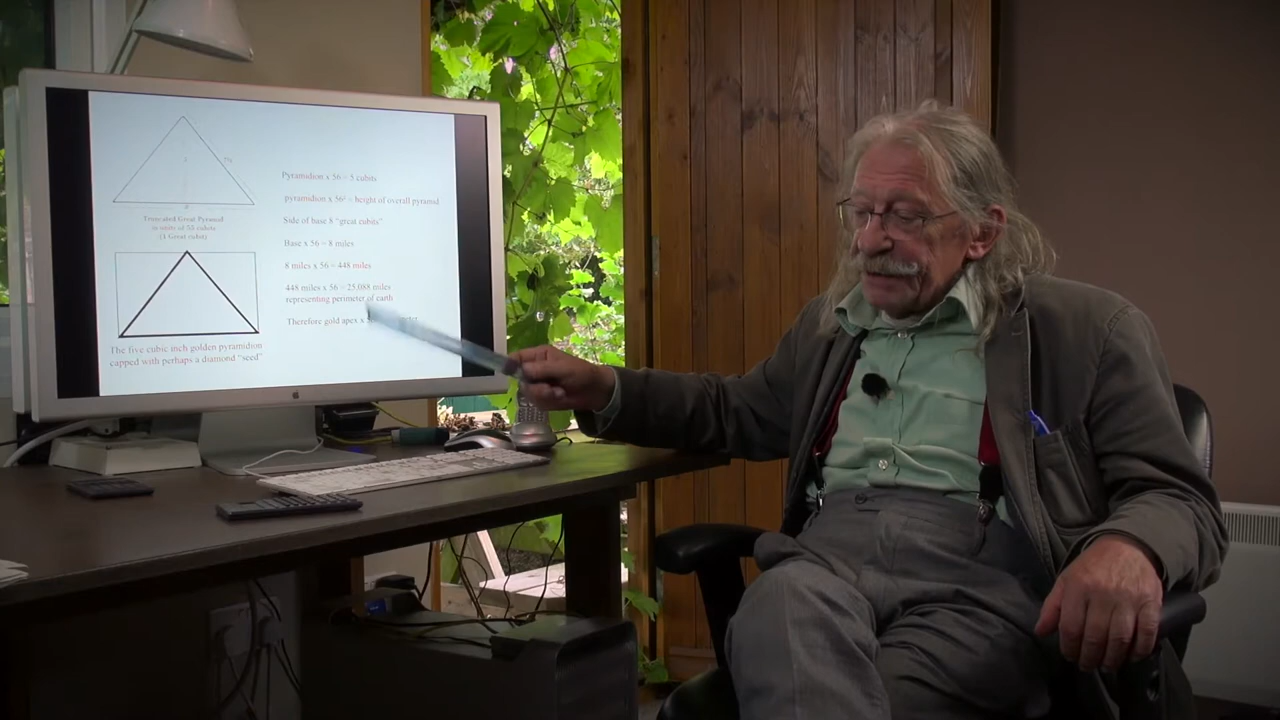 Truncated Great Pyramid
in units of 55 cubits
(1 Great cubit)
The five cubic inch golden pyramidion
capped with perhaps a diamond "seed"
Pyramidion x 56 = 5 cubits
pyramidion x 56² = height of overall pyramid
Side of base 8 "great cubits"
Base x 56 = 8 miles
8 miles x 56 = 448 miles
448 miles x 56 = 25,088 miles
representing perimeter of earth
Therefore gold apex x